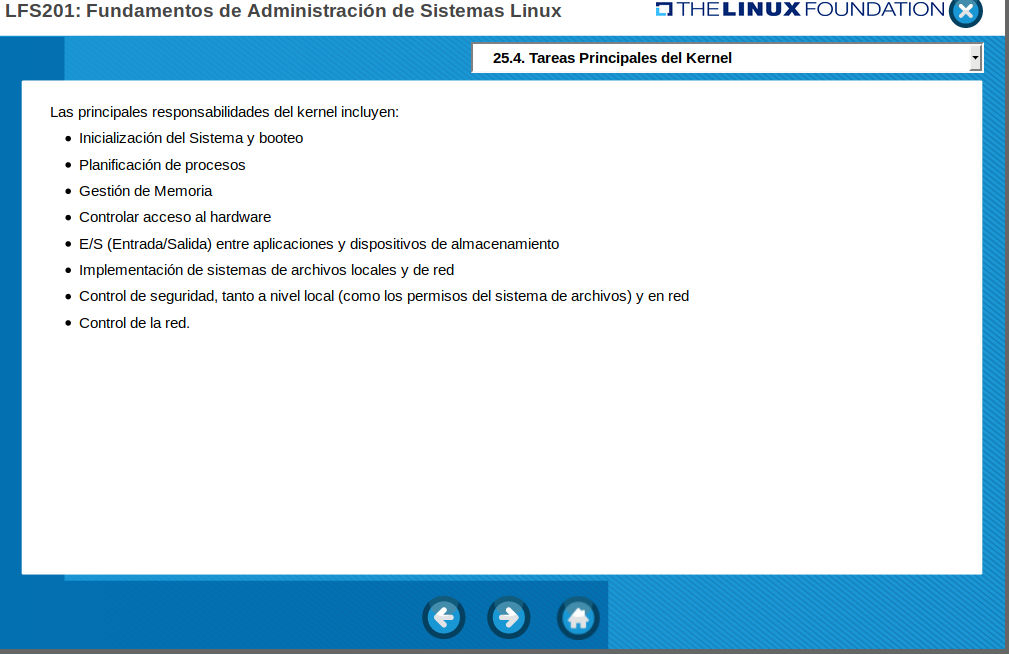 LFS201: Fundamentos de Administración de Sistemas Linux
THE LINUX FOUNDATION
25.4. Tareas Principales del Kernel
Las principales responsabilidades del kernel incluyen:
• Inicialización del Sistema y booteo
• Planificación de procesos
• Gestión de Memoria
• Controlar acceso al hardware
• E/S (Entrada/Salida) entre aplicaciones y dispositivos de almacenamiento
• Implementación de sistemas de archivos locales y de red
• Control de seguridad, tanto a nivel local (como los permisos del sistema de archivos) y en red
• Control de la red.